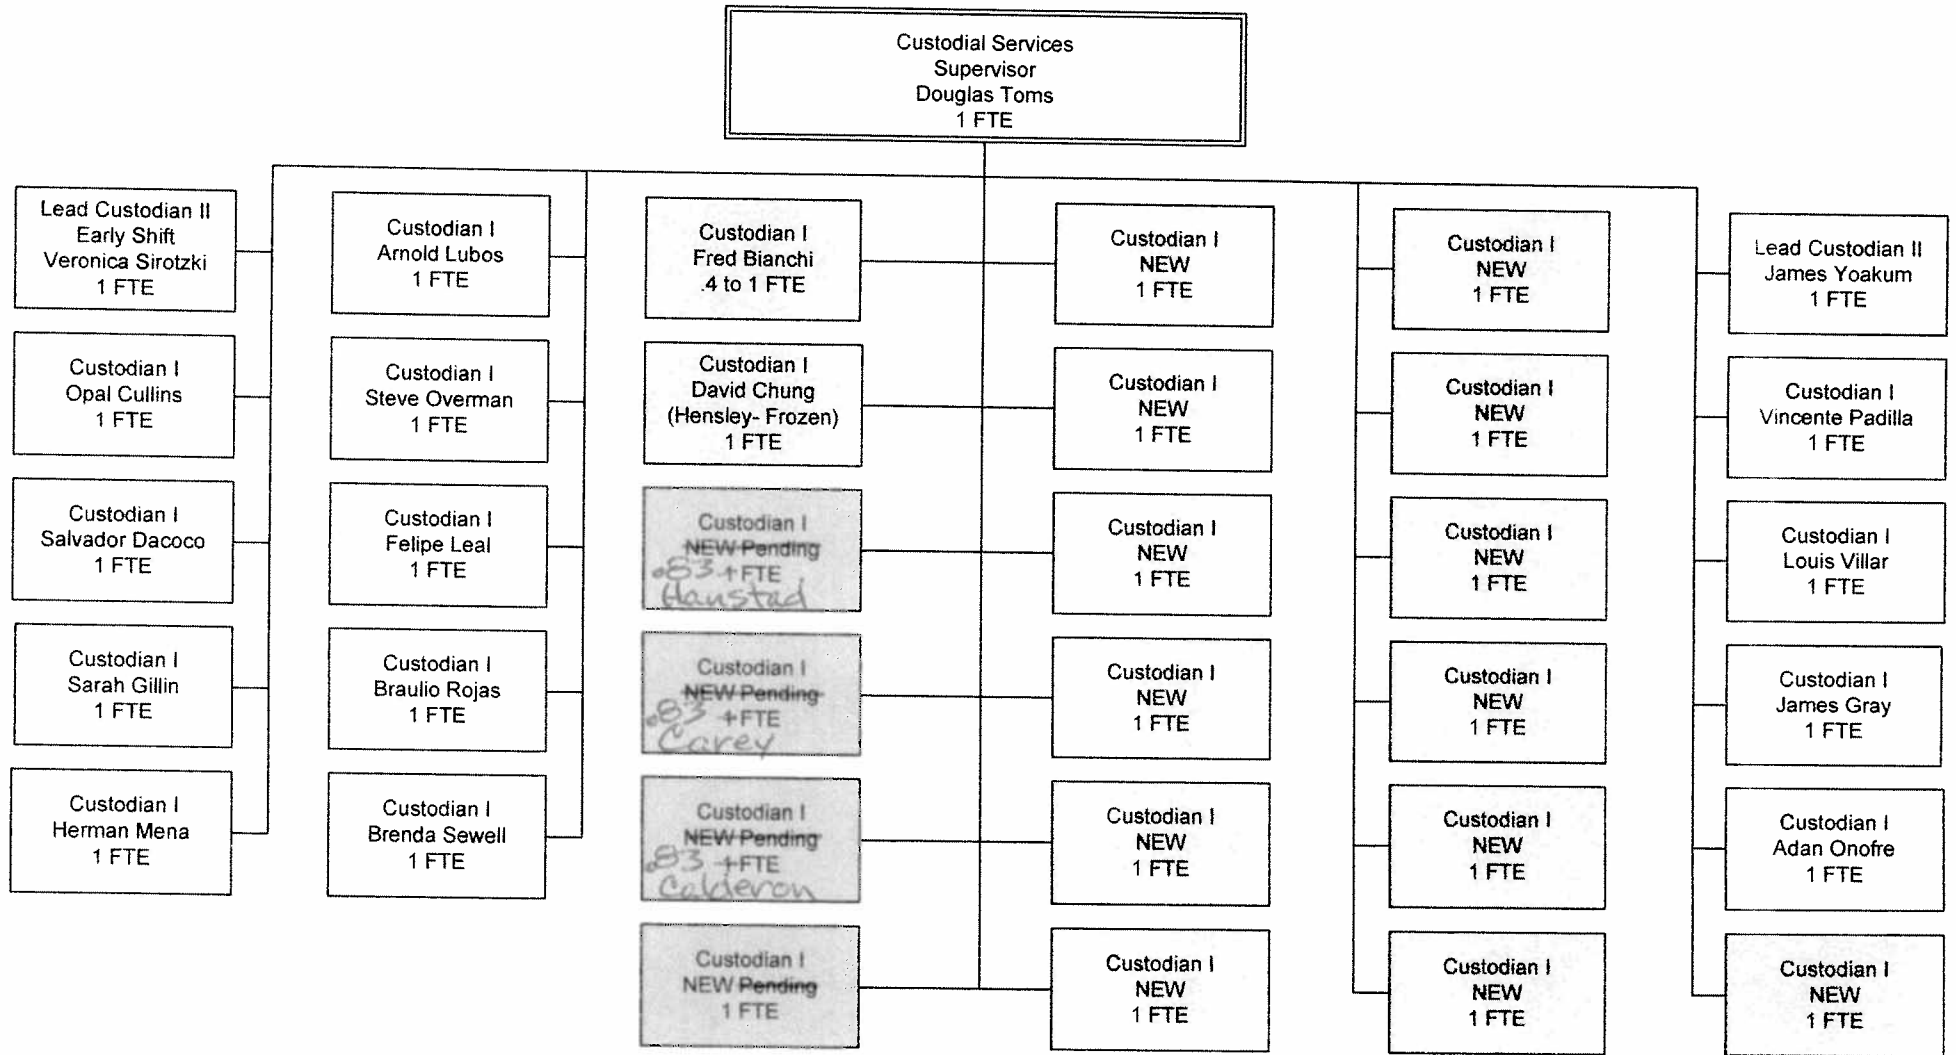 Custodial Services
Supervisor
Douglas Toms
1 FTE
Lead Custodian II
Early Shift
Veronica Sirotzki
1 FTE
Custodian I
Opal Cullins
1 FTE
Custodian I
Salvador Dacoco
1 FTE
Custodian I
Sarah Gillin
1 FTE
Custodian I
Herman Mena
1 FTE
Custodian I
Arnold Lubos
1 FTE
Custodian I
Steve Overman
1 FTE
Custodian I
Felipe Leal
1 FTE
Custodian I
Braulio Rojas
1 FTE
Custodian I
Brenda Sewell
1 FTE
Custodian I
Fred Bianchi
.4 to 1 FTE
Custodian I
David Chung
(Hensley- Frozen)
1 FTE
Custodian I
NEW Pending
.83 1 FTE
Hanstad
Custodian I
NEW Pending
.83 1 FTE
Carey
Custodian I
NEW Pending
.83 1 FTE
Calderon
Custodian I
NEW Pending
1 FTE
Custodian I
NEW
1 FTE
Custodian I
NEW
1 FTE
Custodian I
NEW
1 FTE
Custodian I
NEW
1 FTE
Custodian I
NEW
1 FTE
Custodian I
NEW
1 FTE
Custodian I
NEW
1 FTE
Custodian I
NEW
1 FTE
Custodian I
NEW
1 FTE
Custodian I
NEW
1 FTE
Custodian I
NEW
1 FTE
Custodian I
NEW
1 FTE
Lead Custodian II
James Yoakum
1 FTE
Custodian I
Vincente Padilla
1 FTE
Custodian I
Louis Villar
1 FTE
Custodian I
James Gray
1 FTE
Custodian I
Adan Onofre
1 FTE
Custodian I
NEW
1 FTE